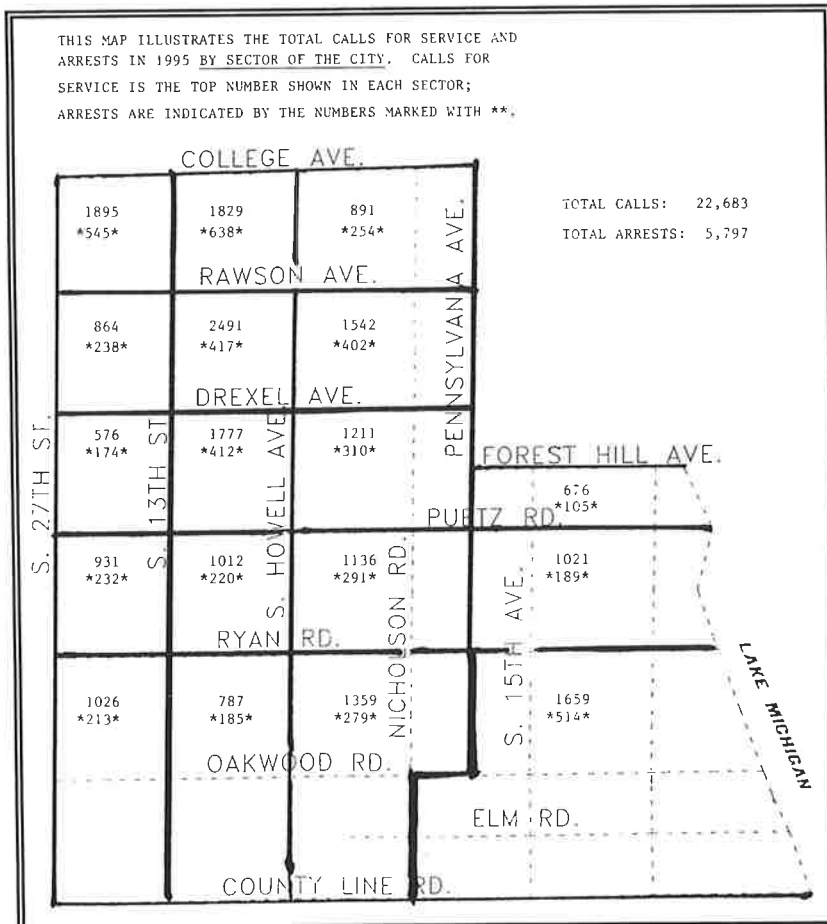 THIS MAP ILLUSTRATES THE TOTAL CALLS FOR SERVICE AND
ARRESTS IN 1995 BY SECTOR OF THE CITY. CALLS FOR
SERVICE IS THE TOP NUMBER SHOWN IN EACH SECTOR;
ARRESTS ARE INDICATED BY THE NUMBERS MARKED WITH **.
COLLEGE AVE.
TOTAL CALLS: 22,683
TOTAL ARRESTS: 5,797
1895 1829 891
*545* *638* *254*
RAWSON AVE.
PENNSYLVANIA AVE.
864 2491 1542
*238* *417* *402*
DREXEL AVE.
S. 27TH ST.
S. 13TH ST
S. HOWELL AVE.
576 1777 1211
*174* *412* *310*
FOREST HILL AVE.
676
*105*
PUETZ RD.
931 1012 1136 1021
*232* *220* *291* *189*
NICHOLSON RD.
S. 15TH AVE.
RYAN RD.
LAKE MICHIGAN
1026 787 1359 1659
*213* *185* *279* *514*
OAKWOOD RD.
ELM RD.
COUNTY LINE RD.